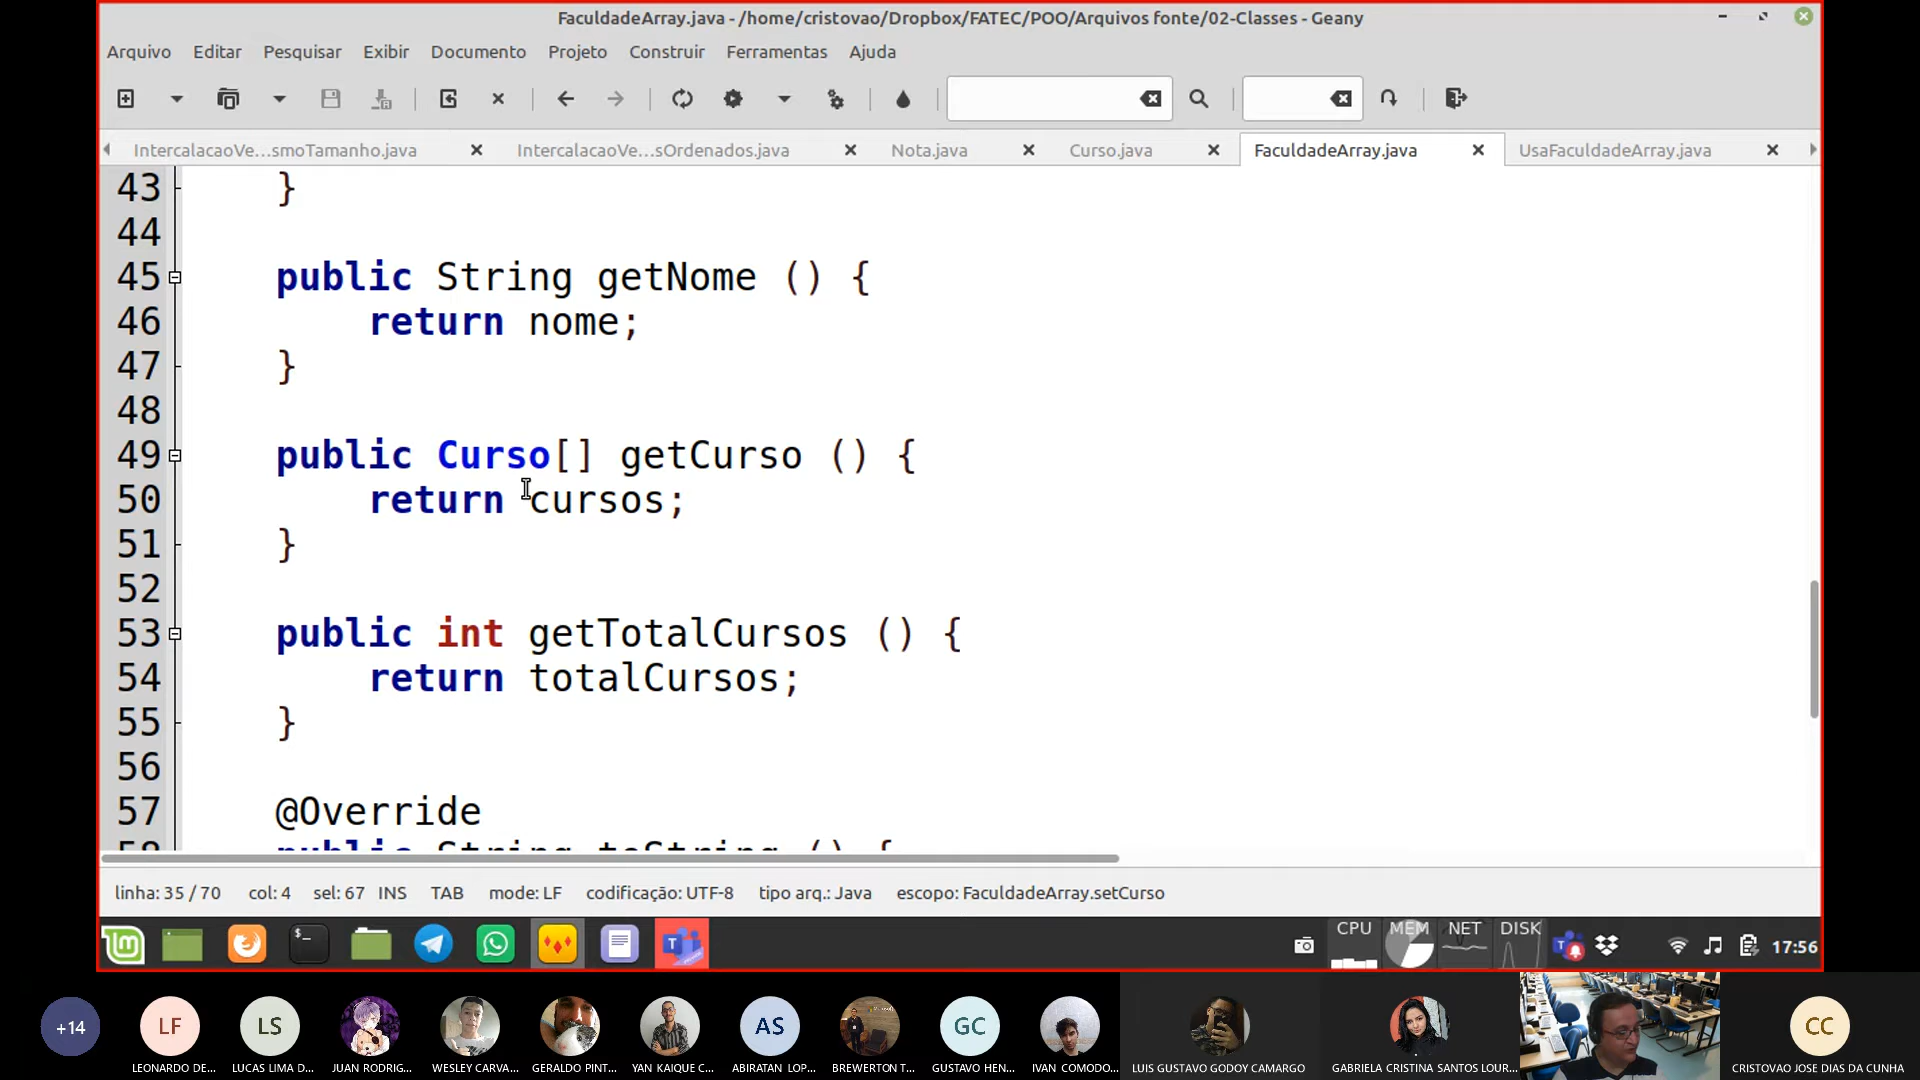 FaculdadeArray.java - /home/cristovao/Dropbox/FATEC/POO/Arquivos fonte/02-Classes - Geany
Arquivo Editar Pesquisar Exibir Documento Projeto Construir Ferramentas Ajuda
IntercalacaoVe...smoTamanho.java IntercalacaoVe...sOrdenados.java Nota.java Curso.java FaculdadeArray.java UsaFaculdadeArray.java
43 }
44
45 public String getNome () {
46 return nome;
47 }
48
49 public Curso[] getCurso () {
50 return cursos;
51 }
52
53 public int getTotalCursos () {
54 return totalCursos;
55 }
56
57 @Override
58 public String toString () {
linha: 35 / 70 col: 4 sel: 67 INS TAB mode: LF codificação: UTF-8 tipo arq.: Java escopo: FaculdadeArray.setCurso
CPU MEM NET DISK
17:56
+14 LF LS AS GC CC
LEONARDO DE... LUCAS LIMA D... JUAN RODRIG... WESLEY CARVA... GERALDO PINT... YAN KAIQUE C... ABIRATAN LOP... BREWERTON T... GUSTAVO HEN... IVAN COMODO... LUIS GUSTAVO GODOY CAMARGO GABRIELA CRISTINA SANTOS LOUR... CRISTOVAO JOSE DIAS DA CUNHA